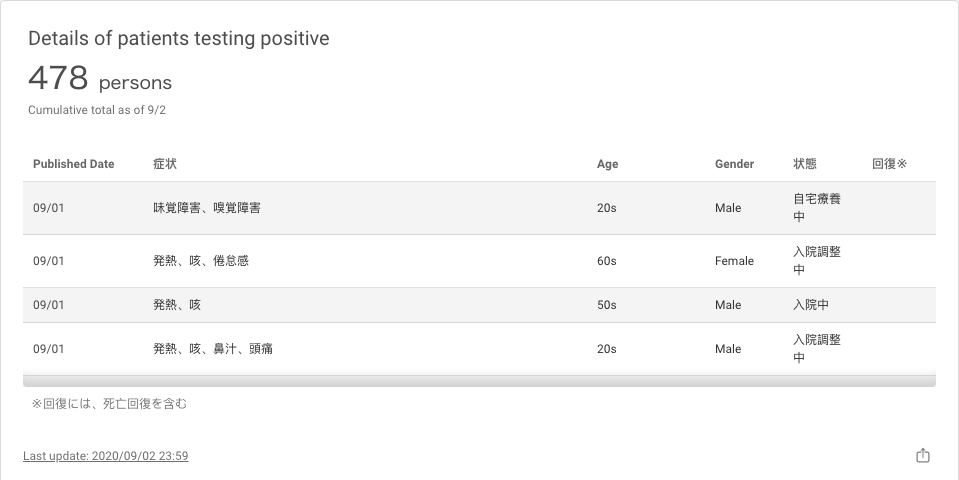 Details of patients testing positive
478 persons
Cumulative total as of 9/2
Published Date 症状 Age Gender 状態 回復※
09/01 味覚障害、嗅覚障害 20s Male 自宅療養
中
09/01 発熱、咳、倦怠感 60s Female 入院調整
中
09/01 発熱、咳 50s Male 入院中
09/01 発熱、咳、鼻汁、頭痛 20s Male 入院調整
中
※回復には、死亡回復を含む
Last update: 2020/09/02 23:59